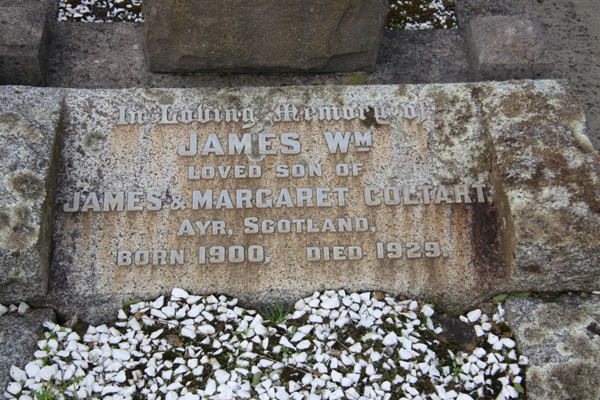 In Loving Memory of
JAMES Wm
LOVED SON OF
JAMES & MARGARET COLTART,
AYR, SCOTLAND,
BORN 1900, DIED 1929.